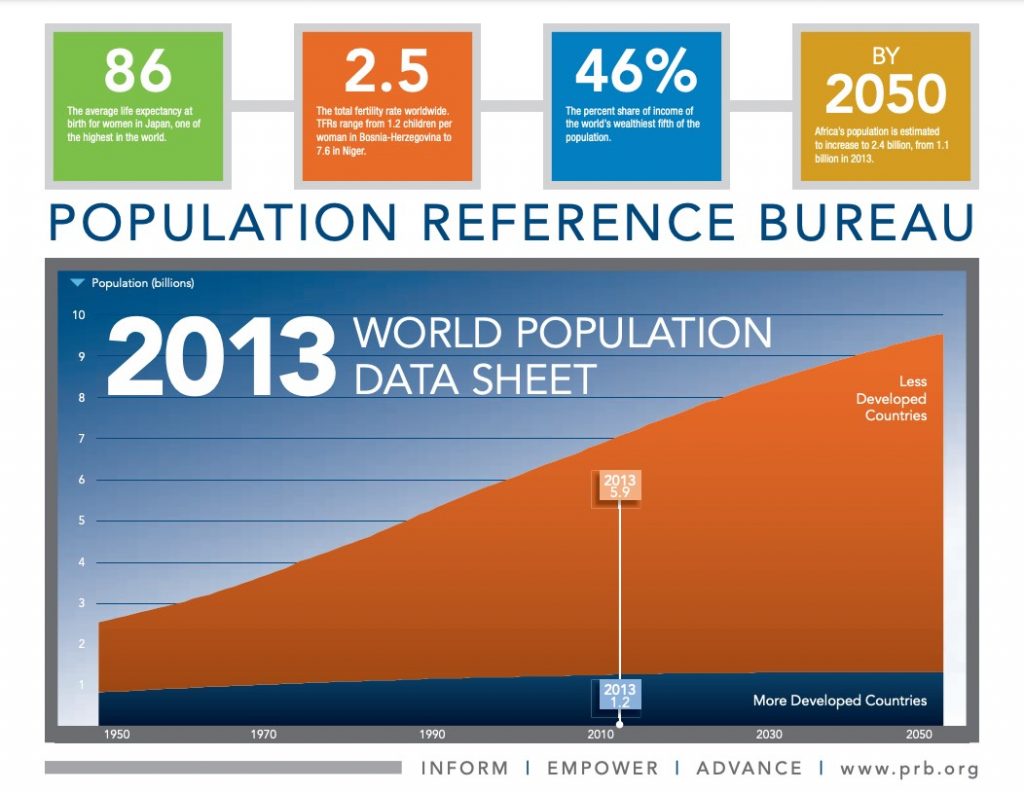 86
The average life expectancy at
birth for women in Japan, one of
the highest in the world.
2.5
The total fertility rate worldwide.
TFRs range from 1.2 children per
woman in Bosnia-Herzegovina to
7.6 in Niger.
46%
The percent share of income of
the world's wealthiest fifth of the
population.
BY
2050
Africa's population is estimated
to increase to 2.4 billion, from 1.1
billion in 2013.
POPULATION REFERENCE BUREAU
Population (billions)
2013 WORLD POPULATION
DATA SHEET
10
9
8
7
6
5
4
3
2
1
Less
Developed
Countries
2013
5.9
2013
1.2
More Developed Countries
1950 1970 1990 2010 2030 2050
INFORM | EMPOWER | ADVANCE | www.prb.org